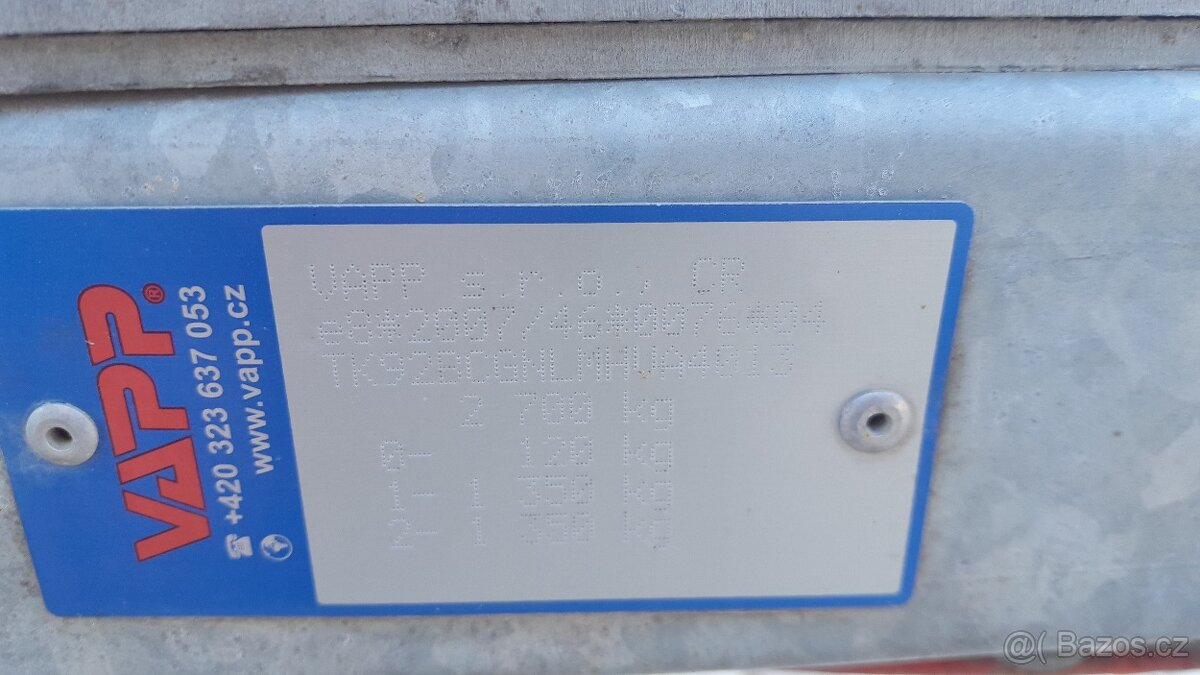 VAPP®
+420 323 637 053
www.vapp.cz
VAPP s.r.o., CR
e8*2007/46*0076*04
TK92BCGNLMHVA4013
2 700 kg
0- 120 kg
1- 1 350 kg
2- 1 350 kg
Bazos.cz